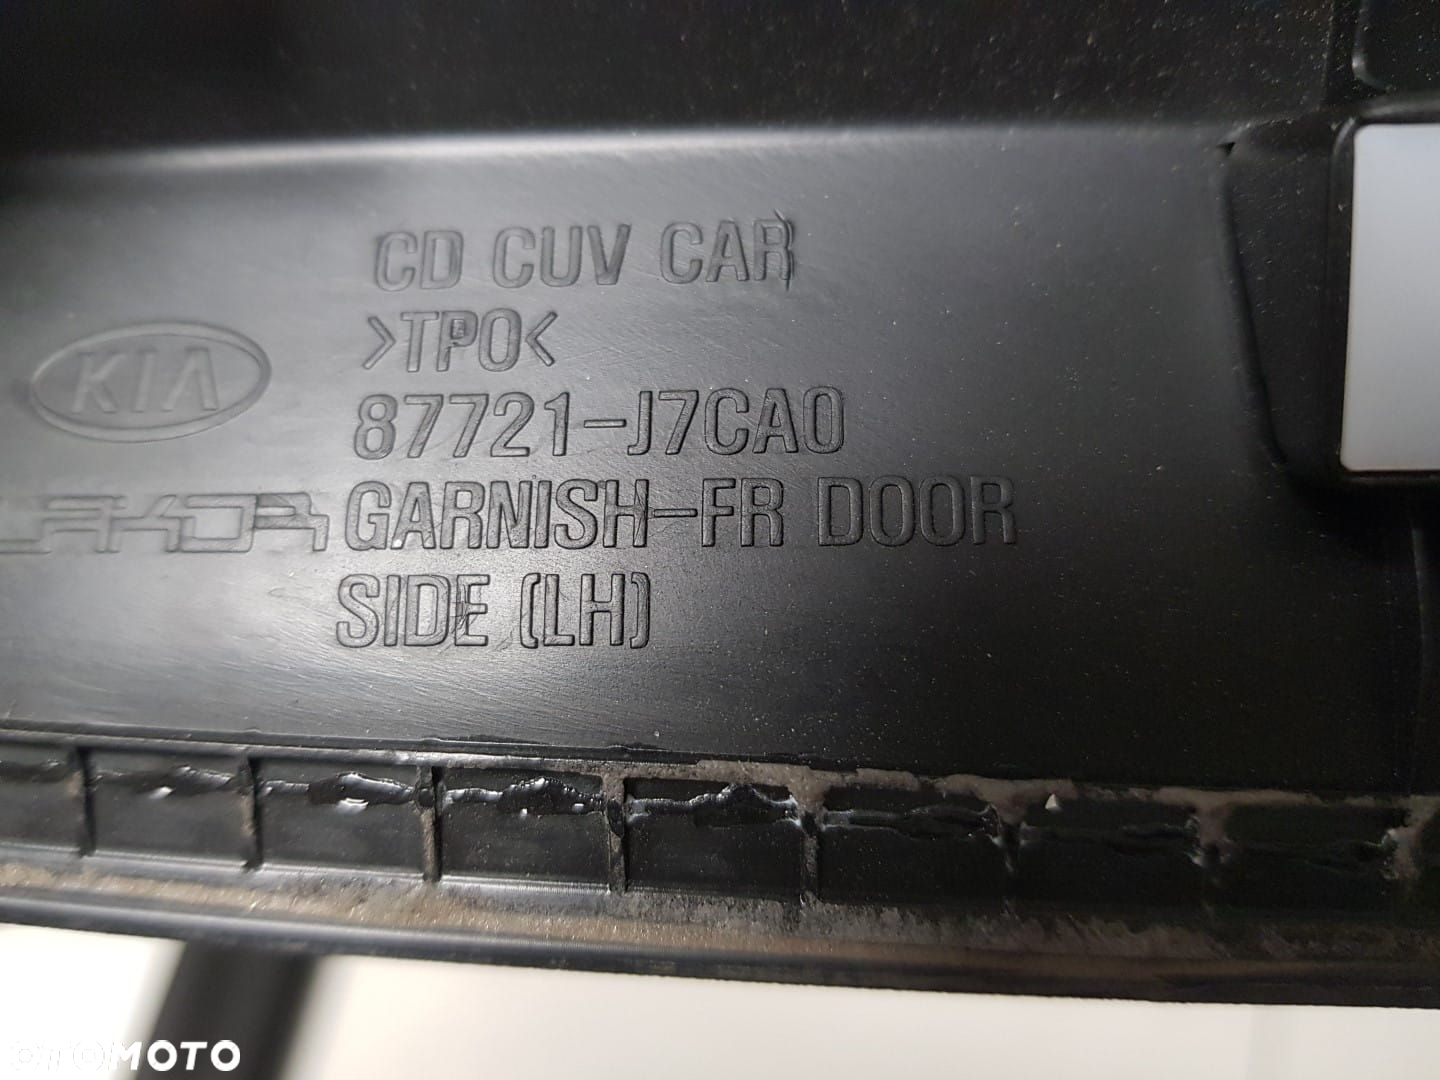 CD CUV CAR
>TPO<
KIA
87721-J7CA0
GARNISH-FR DOOR
SIDE (LH)
OTOMOTO